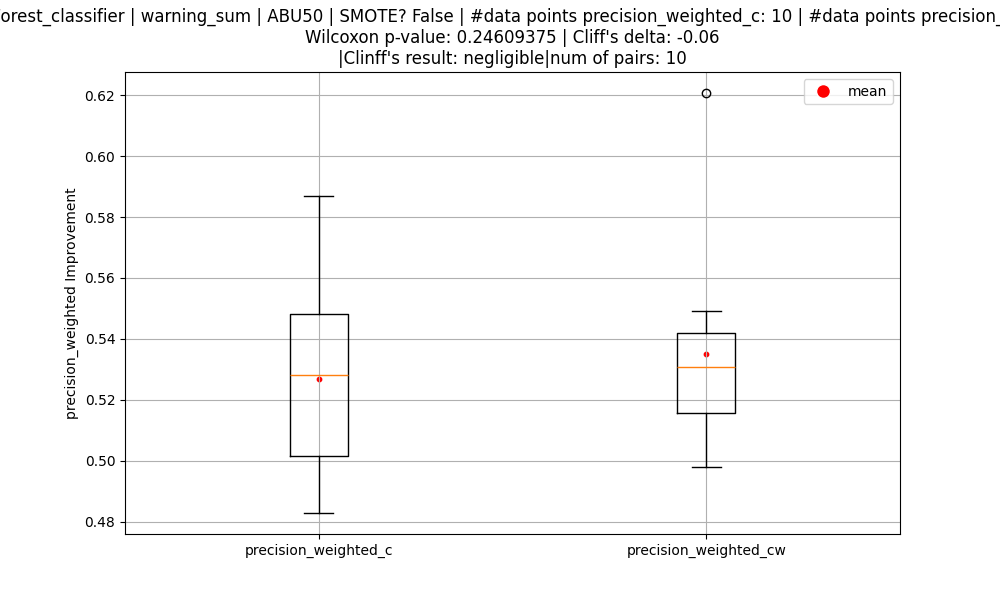 orest_classifier | warning_sum | ABU50 | SMOTE? False | #data points precision_weighted_c: 10 | #data points precision_
Wilcoxon p-value: 0.24609375 | Cliff's delta: -0.06
|Clinff's result: negligible|num of pairs: 10
mean
0.62
0.60
0.58
0.56
0.54
0.52
0.50
0.48
precision_weighted Improvement
precision_weighted_c
precision_weighted_cw